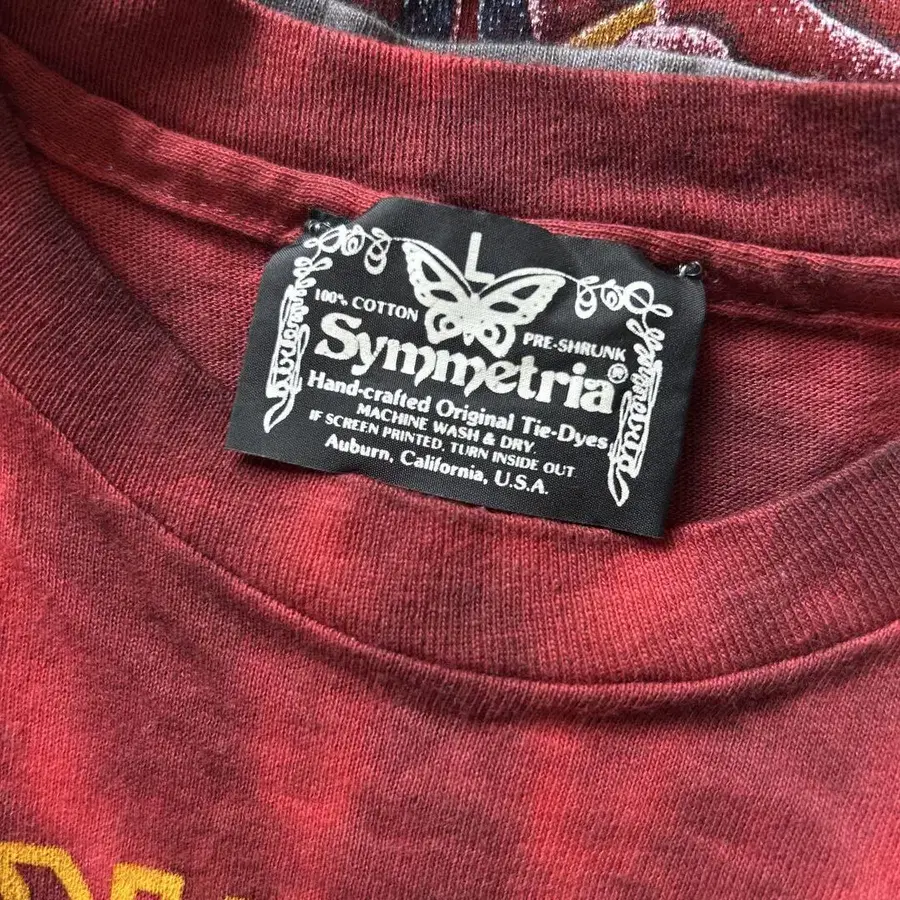 L
100% COTTON
PRE-SHRUNK
Symmetria®
Hand-crafted Original Tie-Dyes
MACHINE WASH & DRY.
IF SCREEN PRINTED, TURN INSIDE OUT
Auburn, California, U.S.A.